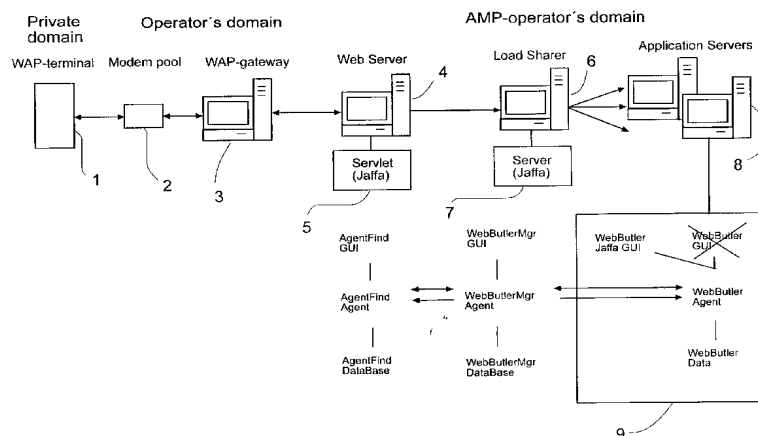 Private
domain
Operator´s domain
AMP-operator´s domain
WAP-terminal
Modem pool
WAP-gateway
Web Server
Load Sharer
Application Servers
4
6
1
2
3
Servlet
(Jaffa)
Server
(Jaffa)
8
5
7
AgentFind
GUI
WebButlerMgr
GUI
WebButler
Jaffa GUI
WebButler
GUI
AgentFind
Agent
WebButlerMgr
Agent
WebButler
Agent
AgentFind
DataBase
WebButlerMgr
DataBase
WebButler
Data
9